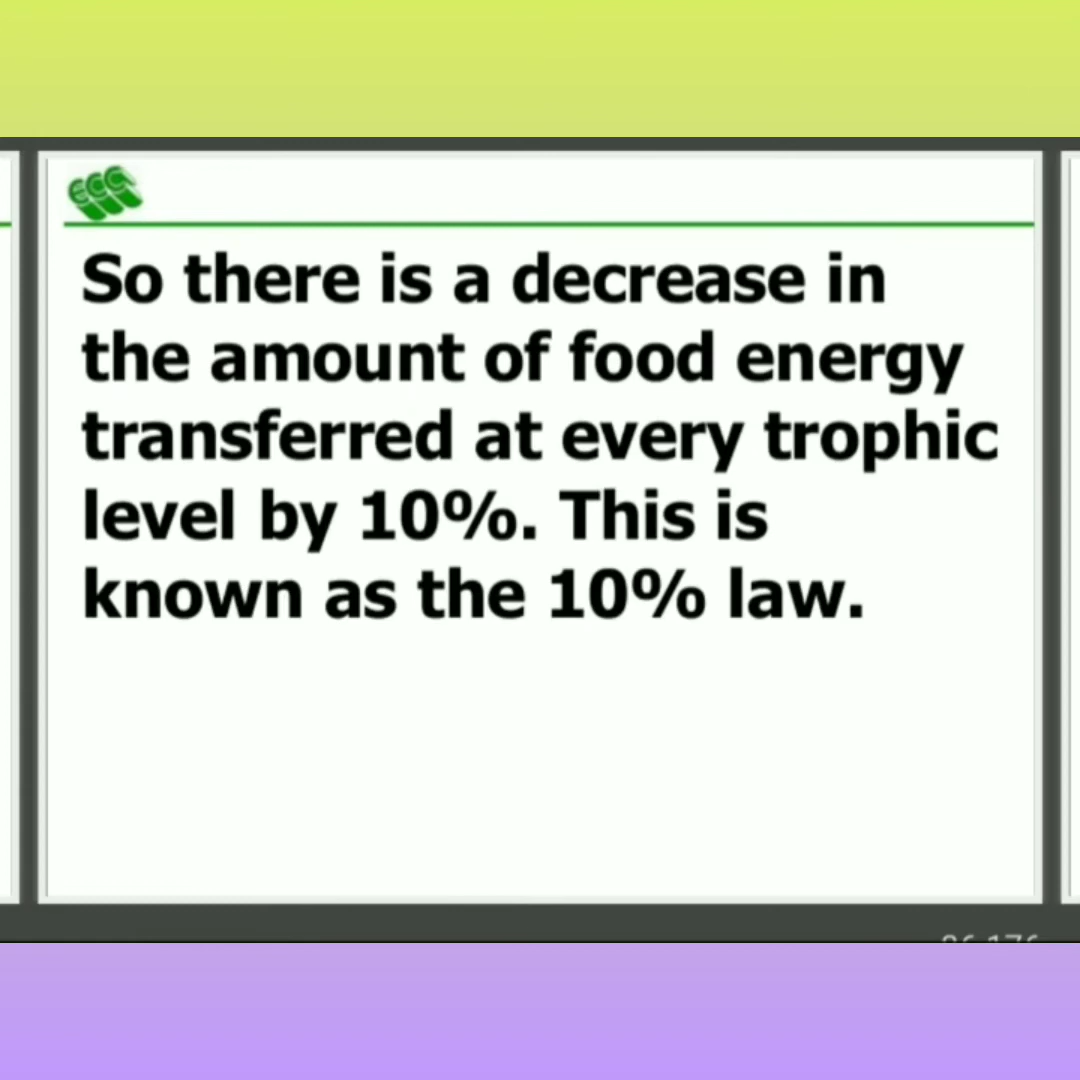 ECC
So there is a decrease in
the amount of food energy
transferred at every trophic
level by 10%. This is
known as the 10% law.